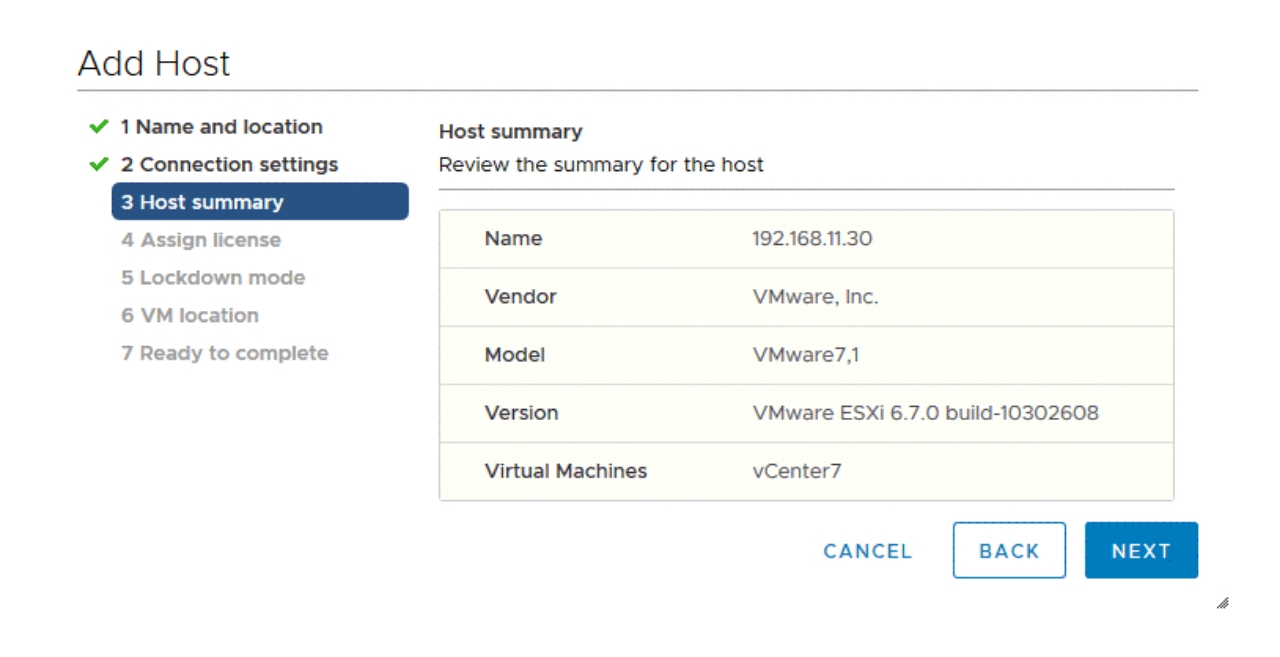 Add Host
1 Name and location
2 Connection settings
3 Host summary
4 Assign license
5 Lockdown mode
6 VM location
7 Ready to complete
Host summary
Review the summary for the host
Name 192.168.11.30
Vendor VMware, Inc.
Model VMware7,1
Version VMware ESXi 6.7.0 build-10302608
Virtual Machines vCenter7
CANCEL BACK NEXT